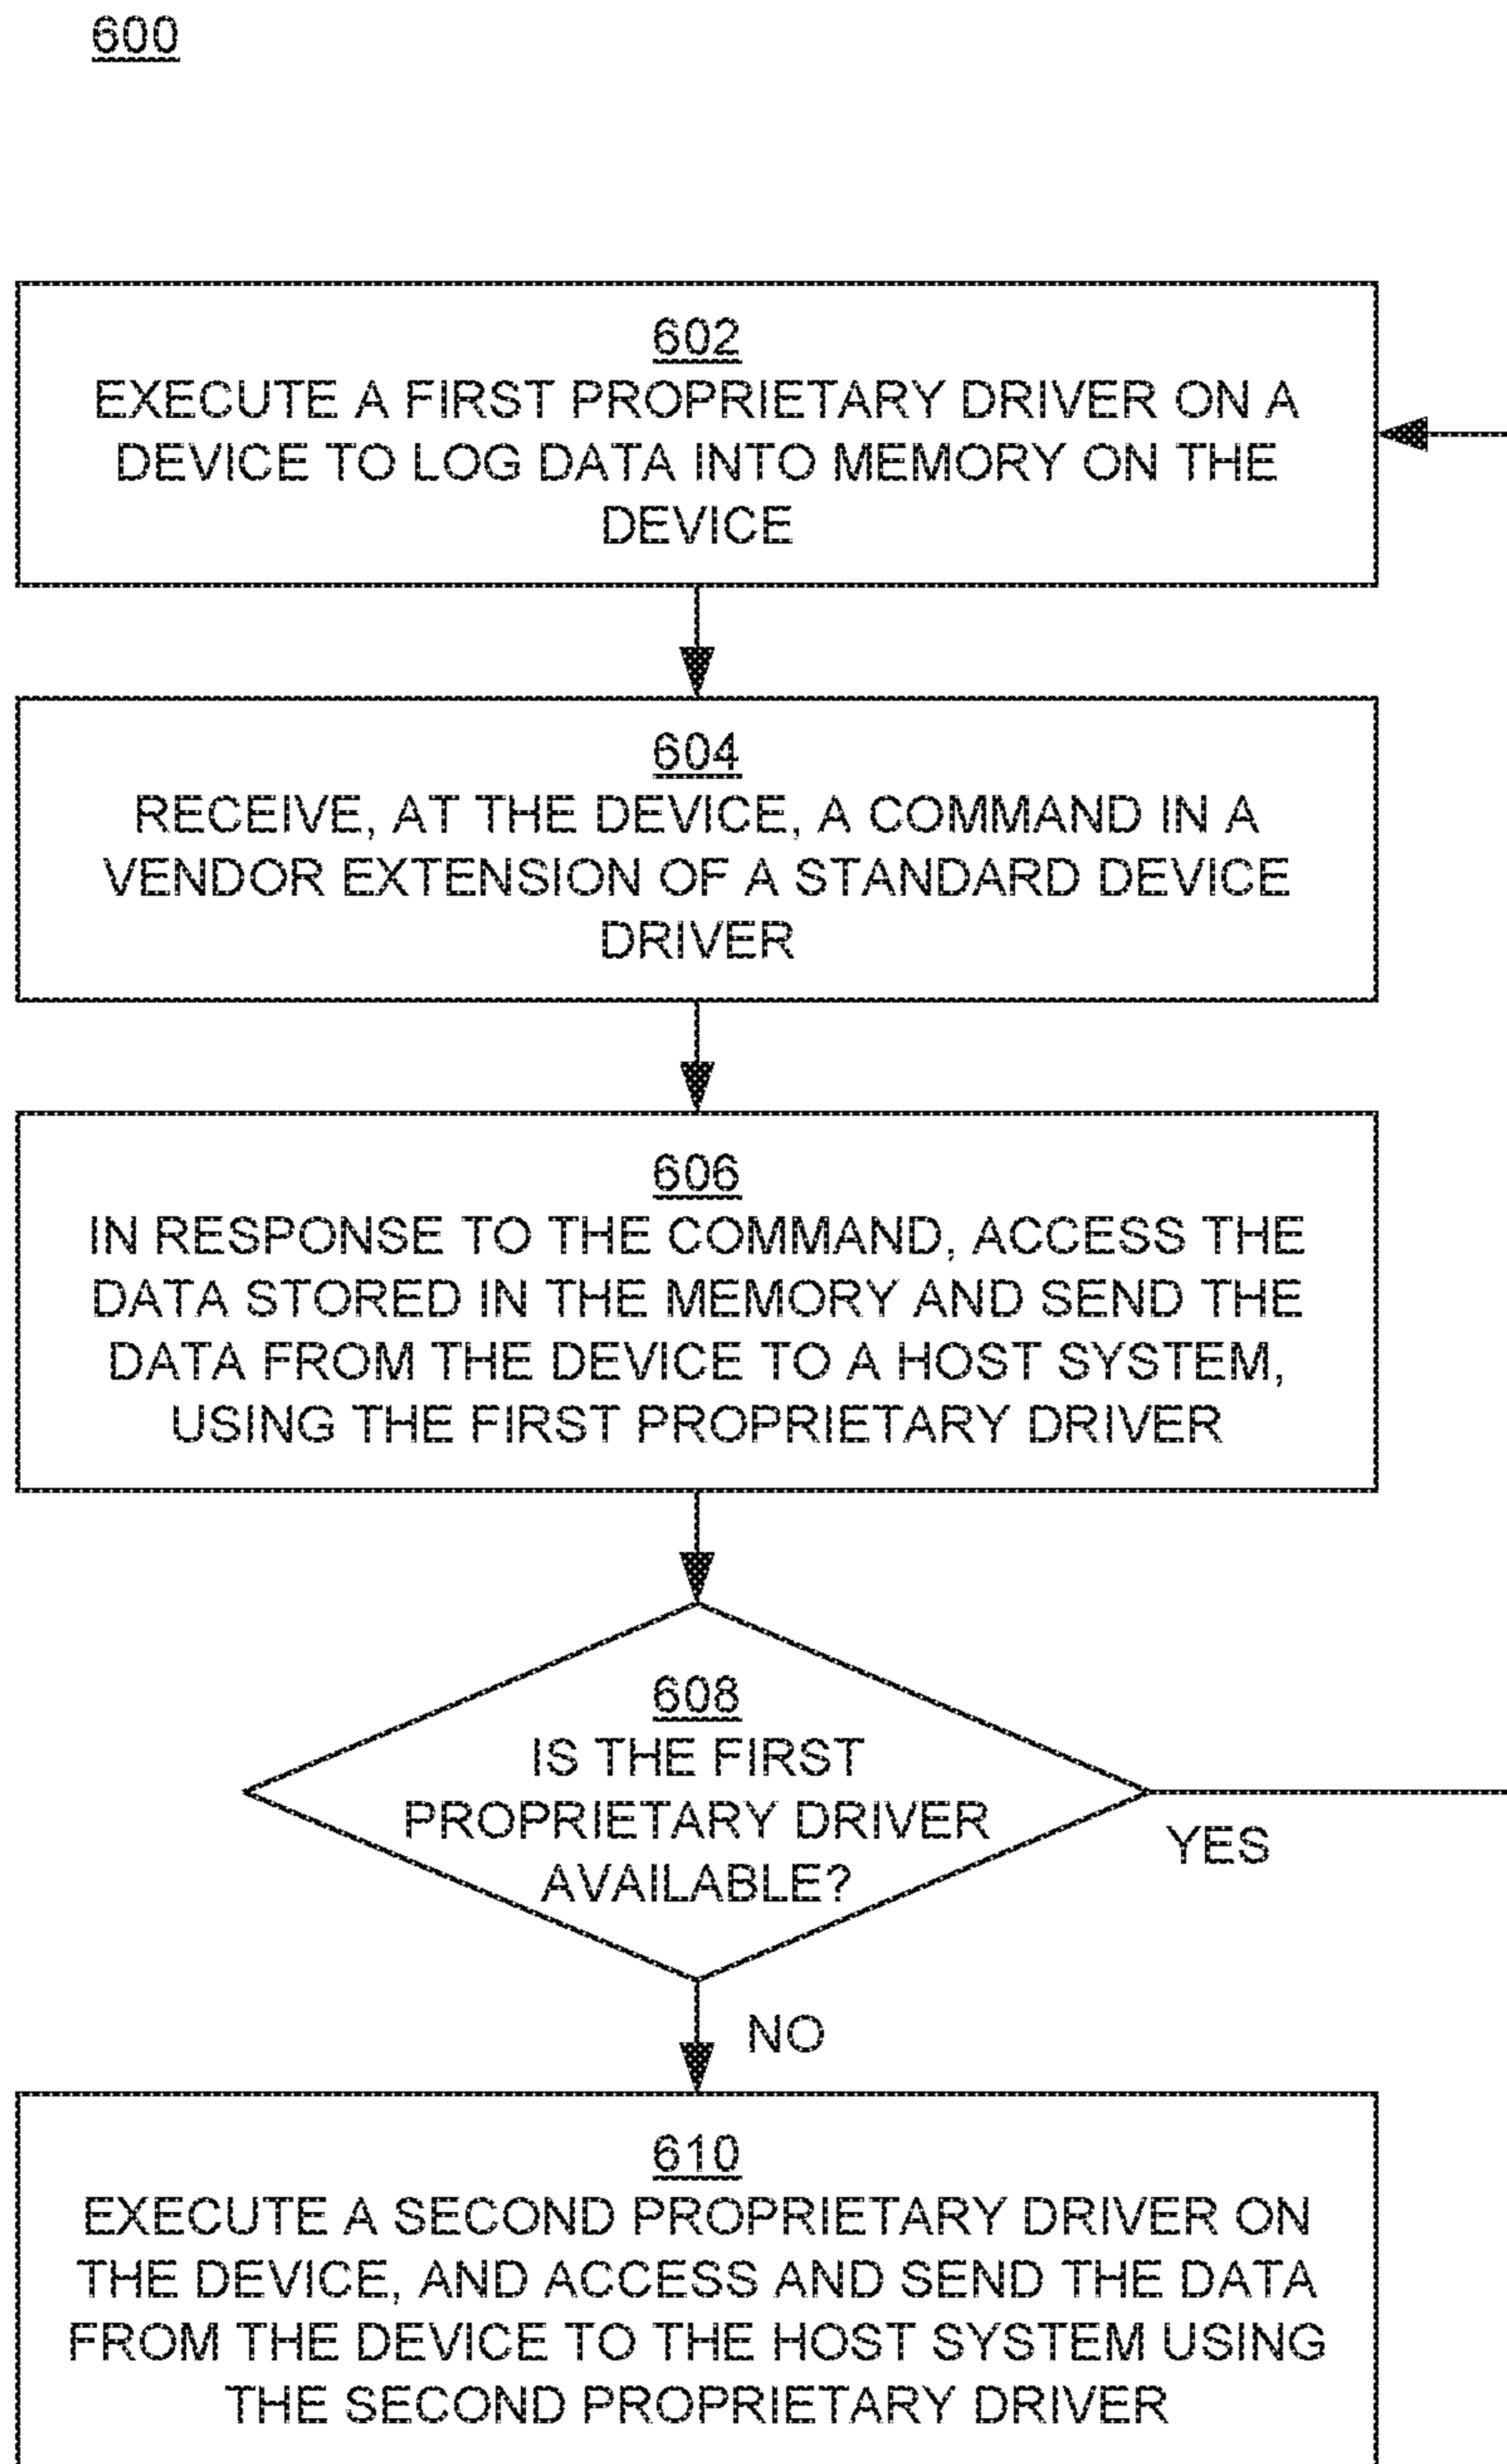 600
602
EXECUTE A FIRST PROPRIETARY DRIVER ON A
DEVICE TO LOG DATA INTO MEMORY ON THE
DEVICE
604
RECEIVE, AT THE DEVICE, A COMMAND IN A
VENDOR EXTENSION OF A STANDARD DEVICE
DRIVER
606
IN RESPONSE TO THE COMMAND, ACCESS THE
DATA STORED IN THE MEMORY AND SEND THE
DATA FROM THE DEVICE TO A HOST SYSTEM,
USING THE FIRST PROPRIETARY DRIVER
608
IS THE FIRST
PROPRIETARY DRIVER
AVAILABLE?
YES
NO
610
EXECUTE A SECOND PROPRIETARY DRIVER ON
THE DEVICE, AND ACCESS AND SEND THE DATA
FROM THE DEVICE TO THE HOST SYSTEM USING
THE SECOND PROPRIETARY DRIVER